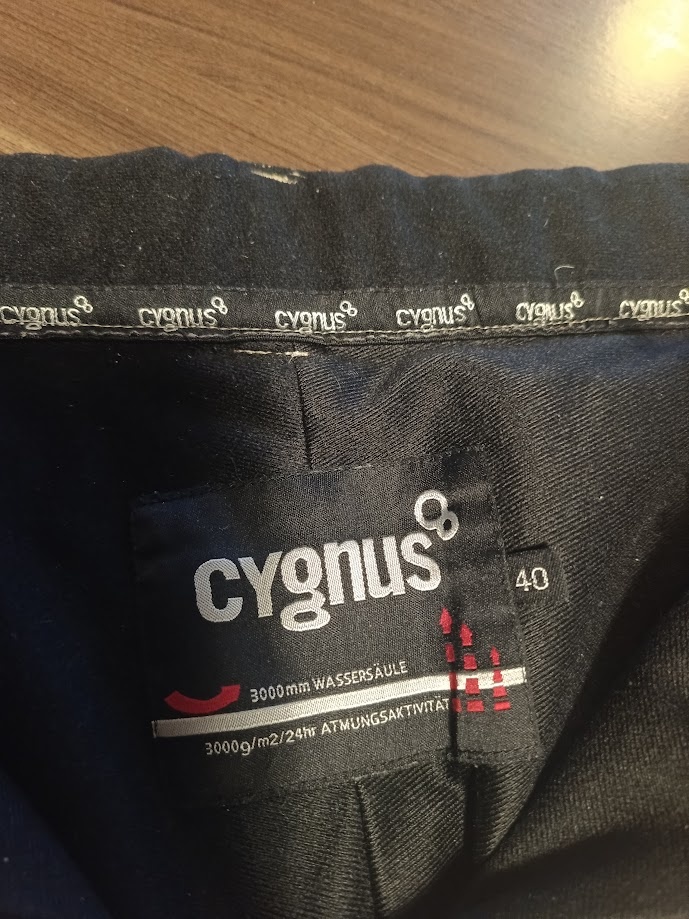 cygnus cygnus cygnus cygnus cygnus cygnus
cygnus
40
3000mm WASSERSÄULE
3000g/m2/24hr ATMUNGSAKTIVITÄT